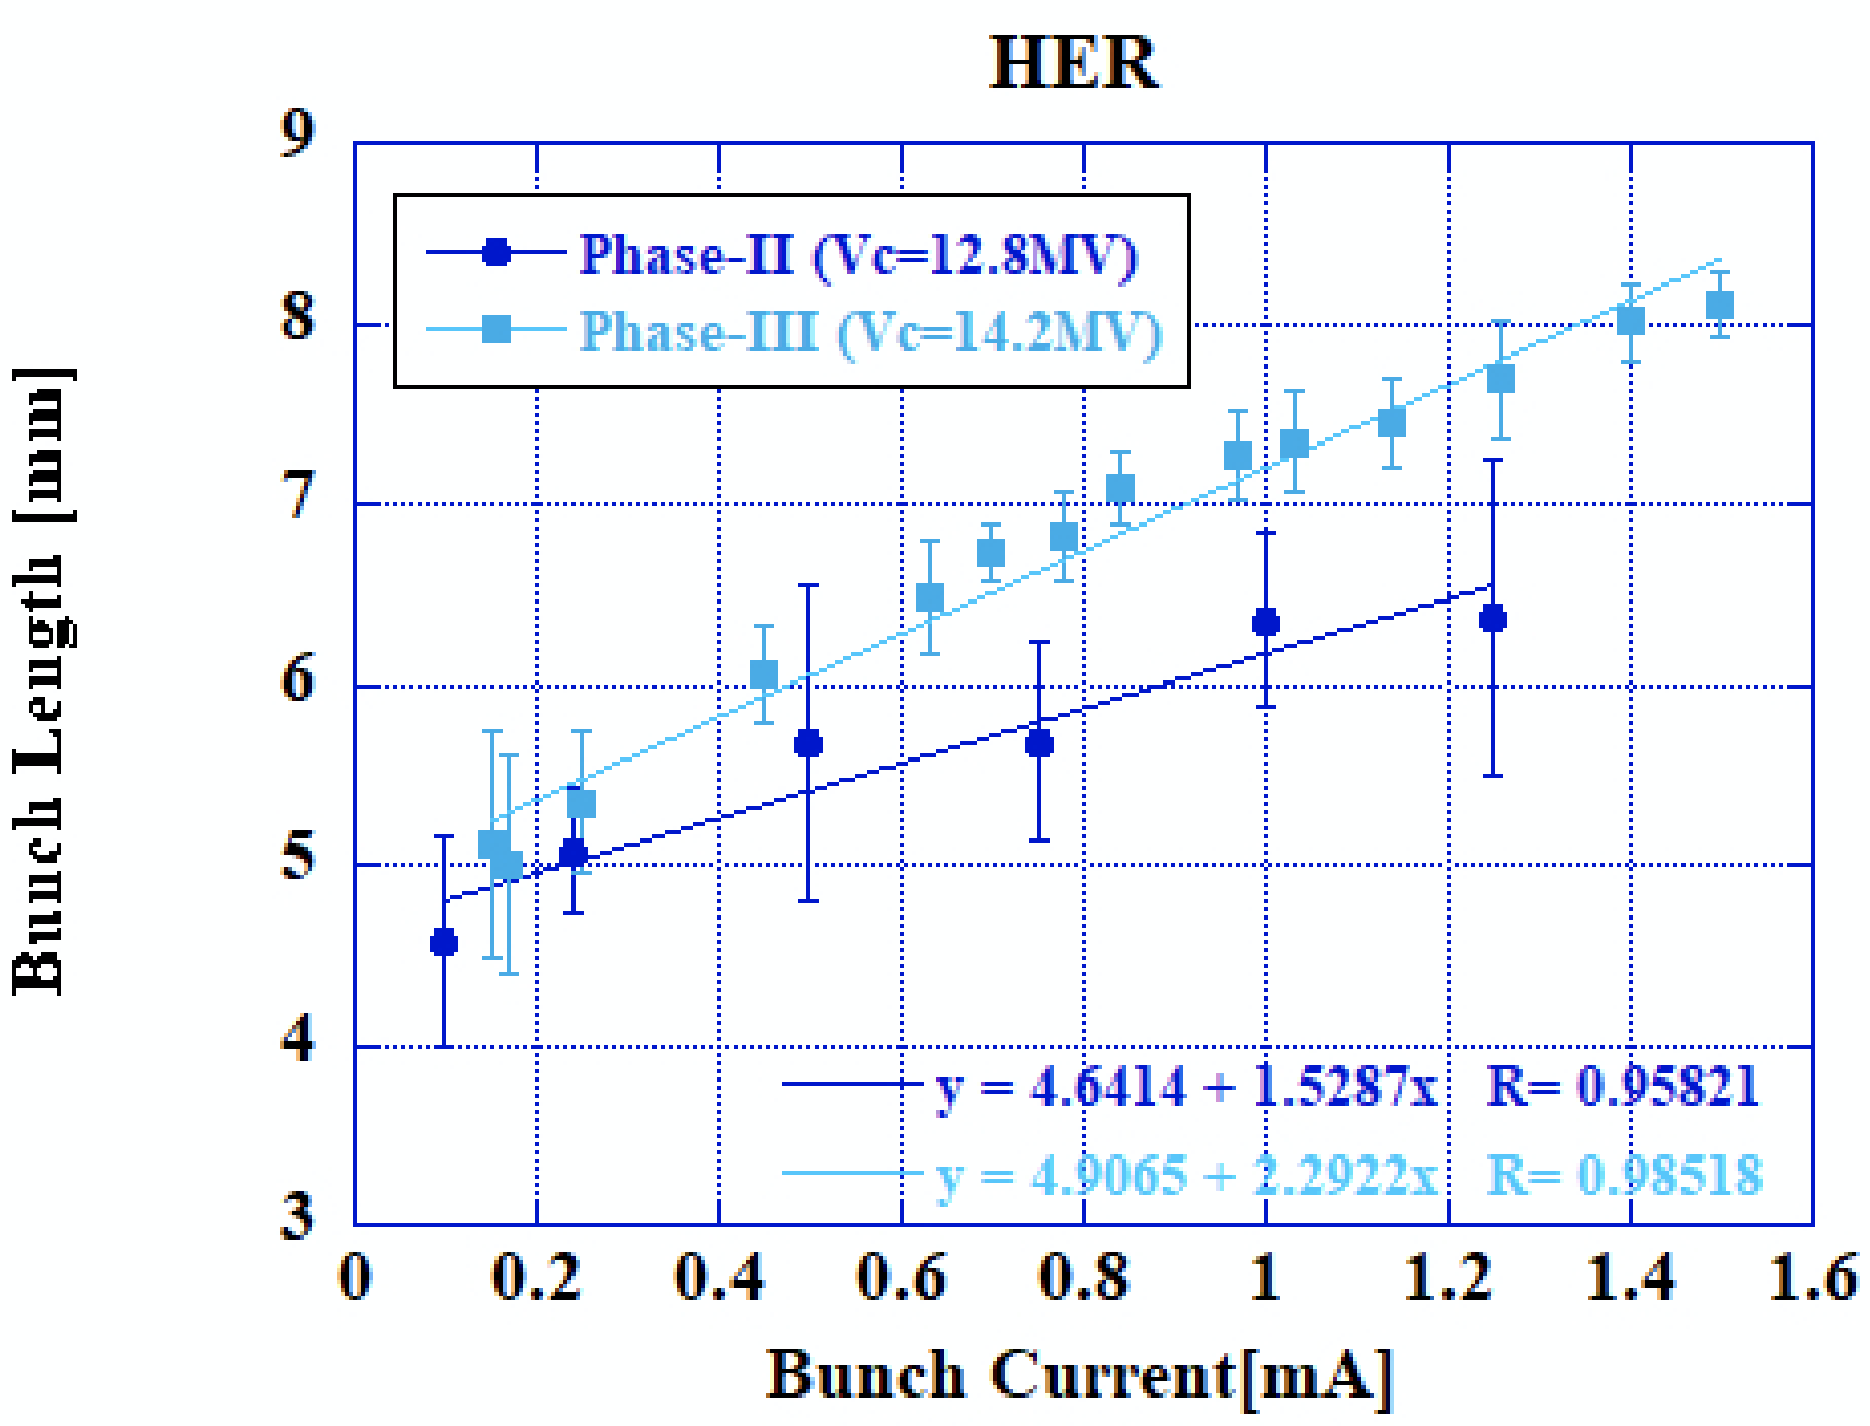 HER
9
8
7
6
5
4
3
Bunch Length [mm]
Phase-II (Vc=12.8MV)
Phase-III (Vc=14.2MV)
y = 4.6414 + 1.5287x R= 0.95821
y = 4.9065 + 2.2922x R= 0.98518
0 0.2 0.4 0.6 0.8 1 1.2 1.4 1.6
Bunch Current[mA]